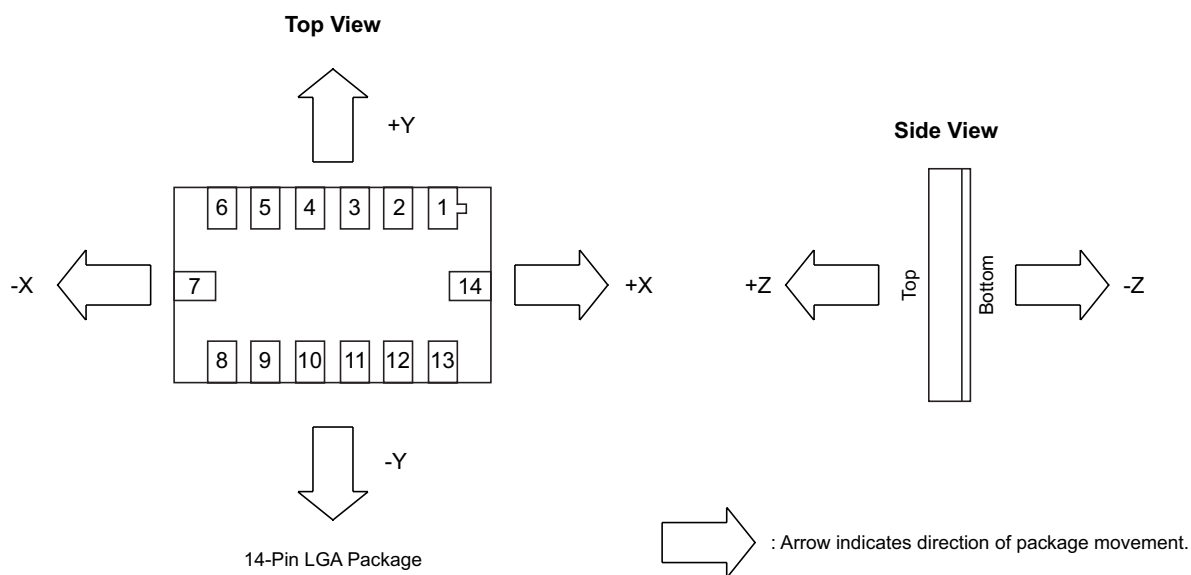 Top View
+Y
6 5 4 3 2 1
-X
7
14
+X
8 9 10 11 12 13
-Y
14-Pin LGA Package
Side View
+Z
Top
Bottom
-Z
: Arrow indicates direction of package movement.